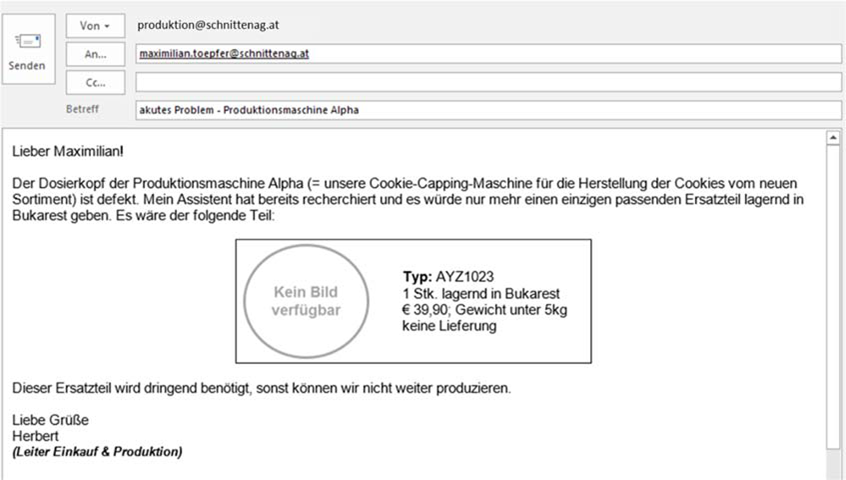 Von
produktion@schnittenag.at
Senden
An...
maximilian.toepfer@schnittenag.at
Cc...
Betreff
akutes Problem - Produktionsmaschine Alpha
Lieber Maximilian!
Der Dosierkopf der Produktionsmaschine Alpha (= unsere Cookie-Capping-Maschine für die Herstellung der Cookies vom neuen
Sortiment) ist defekt. Mein Assistent hat bereits recherchiert und es würde nur mehr einen einzigen passenden Ersatzteil lagernd in
Bukarest geben. Es wäre der folgende Teil:
Kein Bild
verfügbar
Typ: AYZ1023
1 Stk. lagernd in Bukarest
€ 39,90; Gewicht unter 5kg
keine Lieferung
Dieser Ersatzteil wird dringend benötigt, sonst können wir nicht weiter produzieren.
Liebe Grüße
Herbert
(Leiter Einkauf & Produktion)